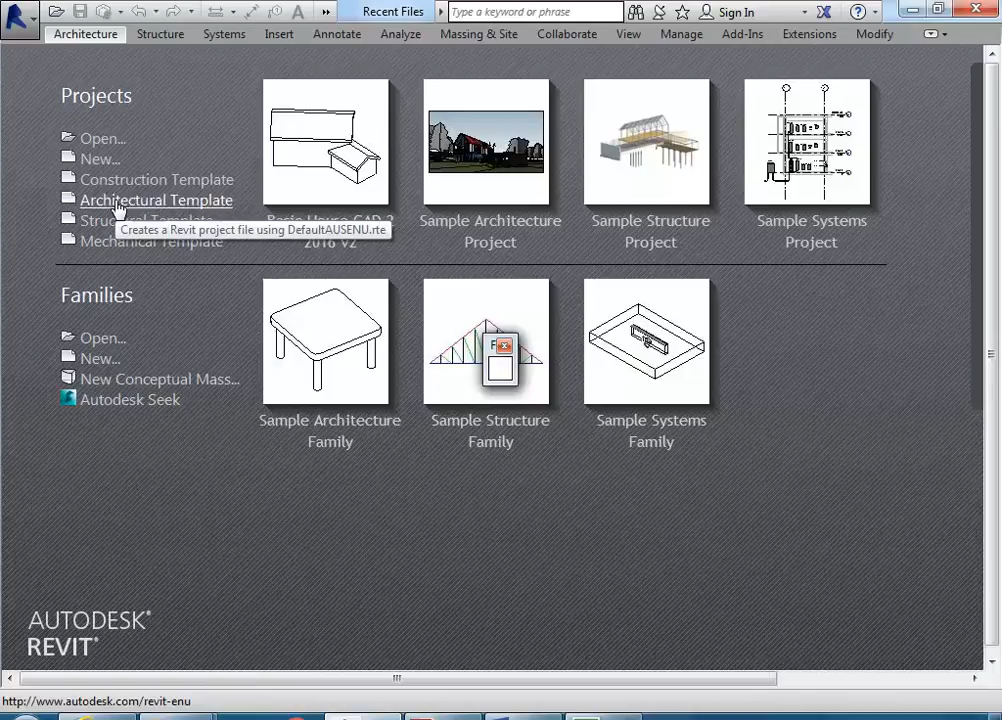 Recent Files
Type a keyword or phrase
Sign In
Architecture Structure Systems Insert Annotate Analyze Massing & Site Collaborate View Manage Add-Ins Extensions Modify
Projects
Open...
New...
Construction Template
Architectural Template
Mechanical Template
Creates a Revit project file using DefaultAUSENU.rte
2016 V2
Sample Architecture
Project
Sample Structure
Project
Sample Systems
Project
Families
Open...
New...
New Conceptual Mass...
Autodesk Seek
Sample Architecture
Family
Sample Structure
Family
Sample Systems
Family
AUTODESK®
REVIT®
http://www.autodesk.com/revit-enu